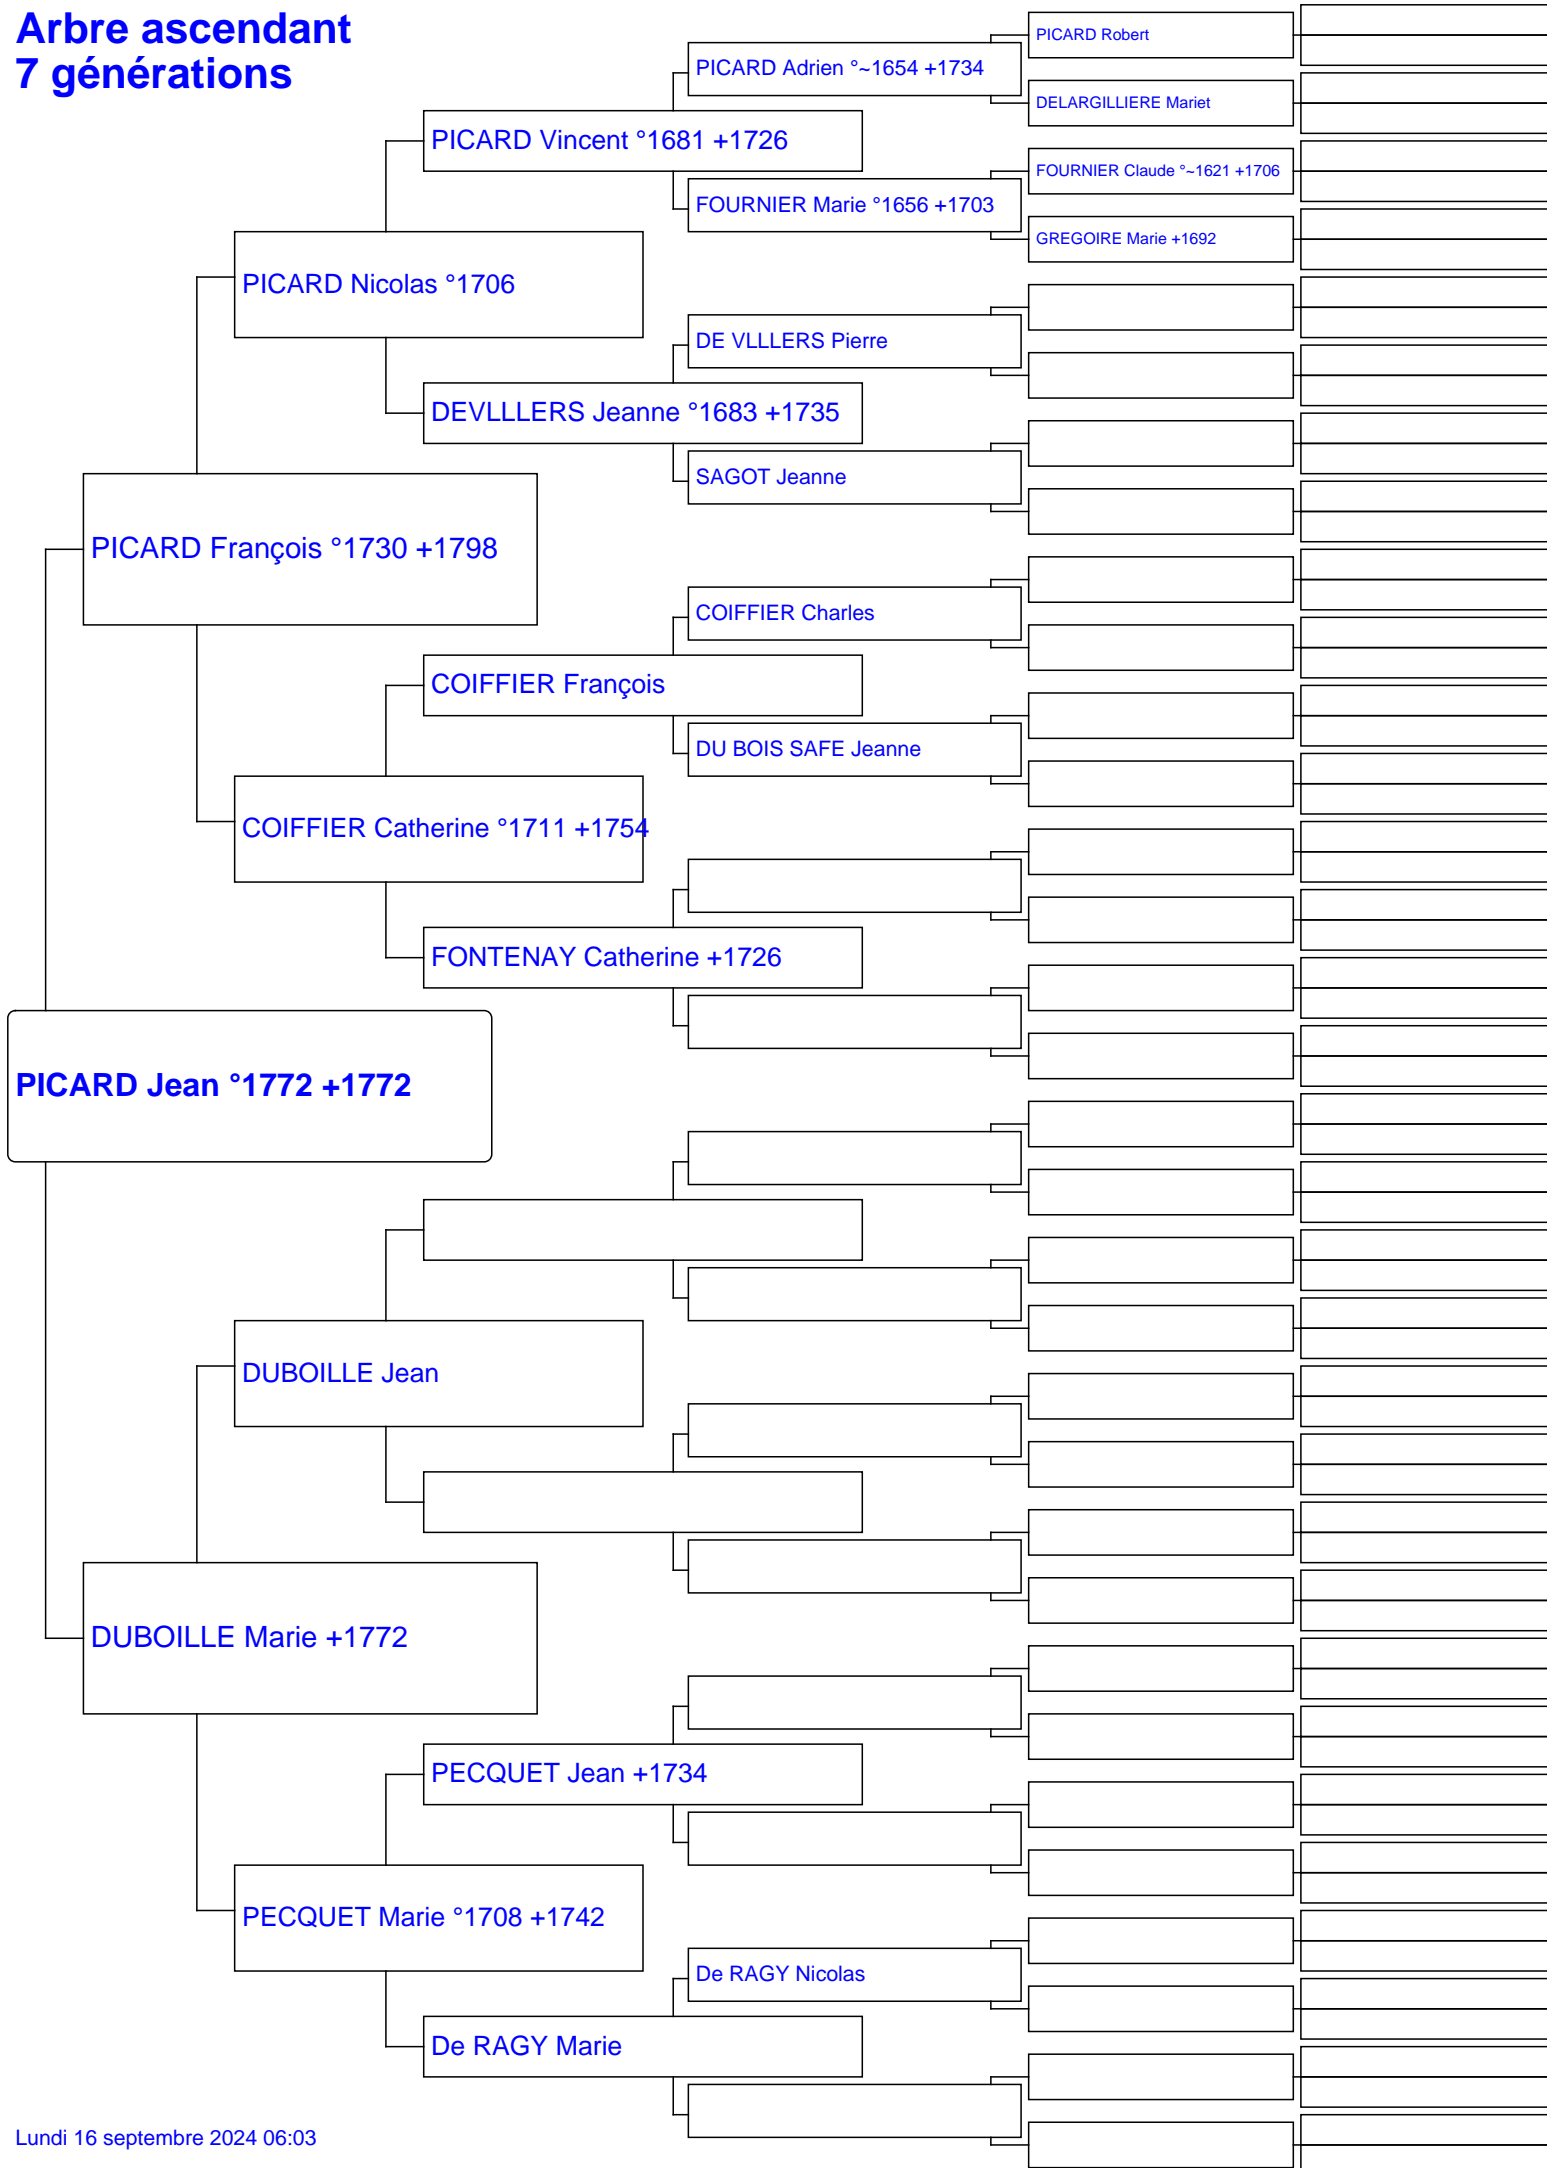 Arbre ascendant
7 générations
PICARD Robert
PICARD Adrien °~1654 +1734
DELARGILLIERE Mariet
PICARD Vincent °1681 +1726
FOURNIER Claude °~1621 +1706
FOURNIER Marie °1656 +1703
GREGOIRE Marie +1692
PICARD Nicolas °1706
DE VLLLERS Pierre
DEVLLLERS Jeanne °1683 +1735
SAGOT Jeanne
PICARD François °1730 +1798
COIFFIER Charles
COIFFIER François
DU BOIS SAFE Jeanne
COIFFIER Catherine °1711 +1754
FONTENAY Catherine +1726
PICARD Jean °1772 +1772
DUBOILLE Jean
DUBOILLE Marie +1772
PECQUET Jean +1734
PECQUET Marie °1708 +1742
De RAGY Nicolas
De RAGY Marie
Lundi 16 septembre 2024 06:03